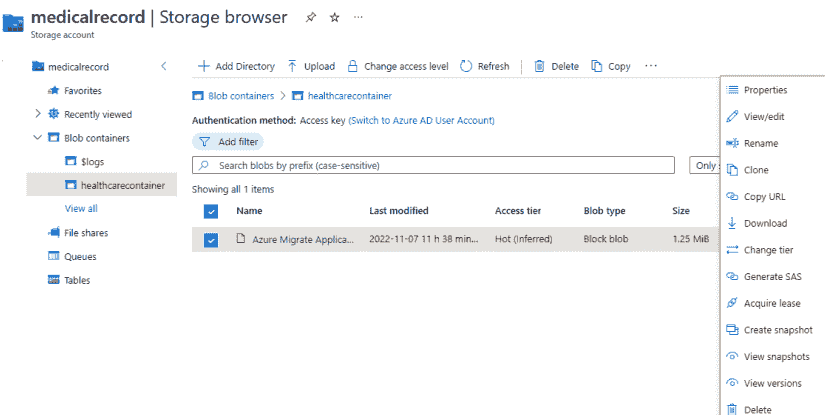 medicalrecord | Storage browser ...
Storage account
medicalrecord
Favorites
Recently viewed
Blob containers
$logs
healthcarecontainer
View all
File shares
Queues
Tables
Add Directory Upload Change access level Refresh Delete Copy ...
Blob containers > healthcarecontainer
Authentication method: Access key (Switch to Azure AD User Account)
Add filter
Search blobs by prefix (case-sensitive)
Only
Showing all 1 items
Name Last modified Access tier Blob type Size
Azure Migrate Applica... 2022-11-07 11 h 38 min... Hot (Inferred) Block blob 1.25 MiB
Properties
View/edit
Rename
Clone
Copy URL
Download
Change tier
Generate SAS
Acquire lease
Create snapshot
View snapshots
View versions
Delete